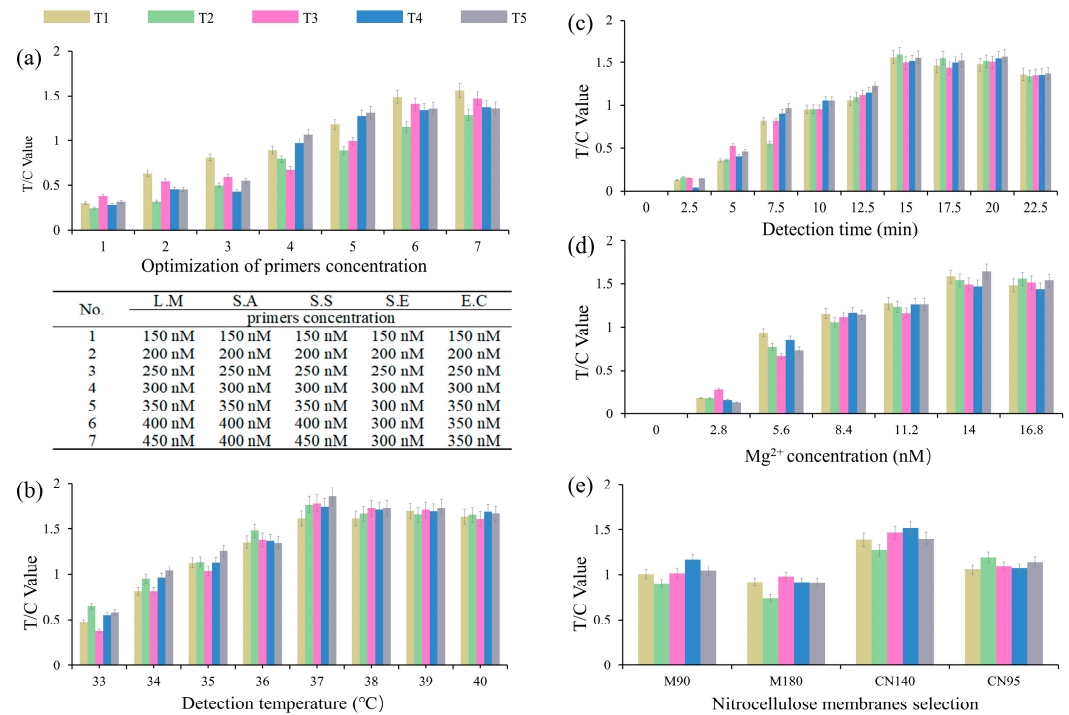 T1 T2 T3 T4 T5
(a)
2
1.5
1
0.5
0
T/C Value
1 2 3 4 5 6 7
Optimization of primers concentration
No. L.M S.A S.S S.E E.C
primers concentration
1 150 nM 150 nM 150 nM 150 nM 150 nM
2 200 nM 200 nM 200 nM 200 nM 200 nM
3 250 nM 250 nM 250 nM 250 nM 250 nM
4 300 nM 300 nM 300 nM 300 nM 300 nM
5 350 nM 350 nM 350 nM 300 nM 350 nM
6 400 nM 400 nM 400 nM 300 nM 350 nM
7 450 nM 400 nM 450 nM 300 nM 350 nM
(b)
2
1.5
1
0.5
0
T/C Value
33 34 35 36 37 38 39 40
Detection temperature (℃)
(c)
2
1.5
1
0.5
0
T/C Value
0 2.5 5 7.5 10 12.5 15 17.5 20 22.5
Detection time (min)
(d)
2
1.5
1
0.5
0
T/C Value
0 2.8 5.6 8.4 11.2 14 16.8
Mg²⁺ concentration (nM)
(e)
2
1.5
1
0.5
0
T/C Value
M90 M180 CN140 CN95
Nitrocellulose membranes selection